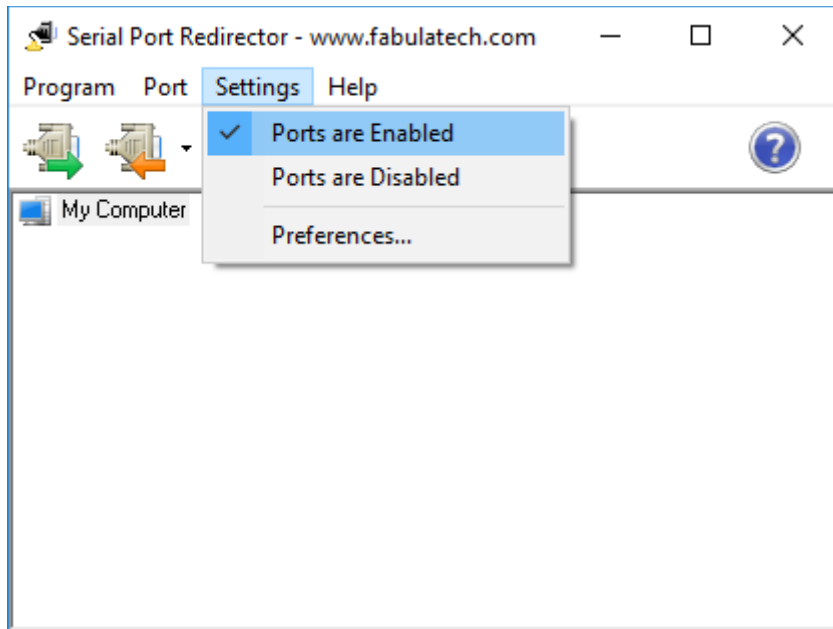 Serial Port Redirector - www.fabulatech.com
Program Port Settings Help
Ports are Enabled
Ports are Disabled
Preferences...
?
My Computer